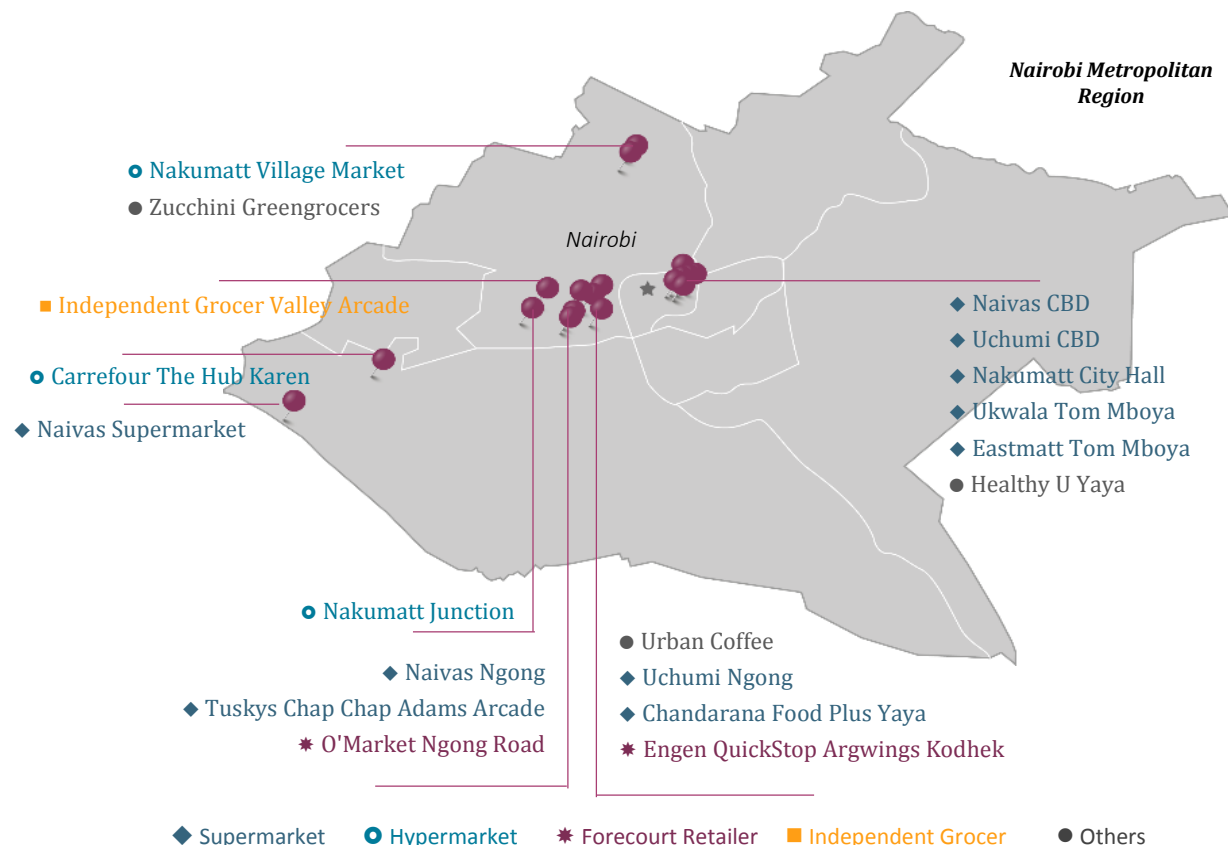 Nairobi Metropolitan
Region
Nakumatt Village Market
Zucchini Greengrocers
Nairobi
Independent Grocer Valley Arcade
Carrefour The Hub Karen
Naivas Supermarket
Naivas CBD
Uchumi CBD
Nakumatt City Hall
Ukwala Tom Mboya
Eastmatt Tom Mboya
Healthy U Yaya
Nakumatt Junction
Naivas Ngong
Tuskys Chap Chap Adams Arcade
O'Market Ngong Road
Urban Coffee
Uchumi Ngong
Chandarana Food Plus Yaya
Engen QuickStop Argwings Kodhek
Supermarket Hypermarket Forecourt Retailer Independent Grocer Others